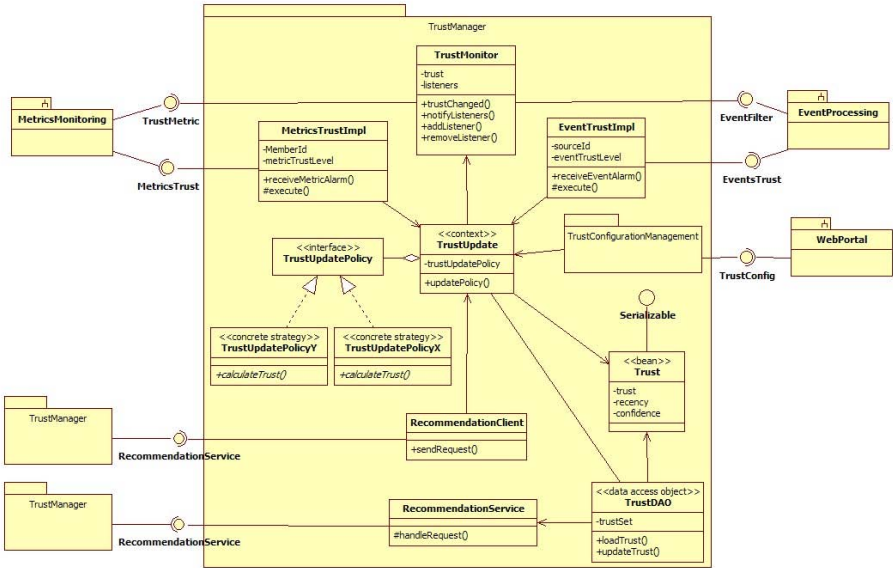 TrustManager
TrustMonitor
-trust
-listeners
+trustChanged()
+notifyListeners()
+addListener()
+removeListener()
MetricsMonitoring
TrustMetric
MetricsTrust
MetricsTrustImpl
-MemberId
-metricTrustLevel
+receiveMetricAlarm()
#execute()
EventTrustImpl
-sourceId
-eventTrustLevel
+receiveEventAlarm()
#execute()
EventFilter
EventProcessing
EventsTrust
<<context>>
TrustUpdate
-trustUpdatePolicy
+updatePolicy()
<<interface>>
TrustUpdatePolicy
TrustConfigurationManagement
WebPortal
TrustConfig
Serializable
<<concrete strategy>>
TrustUpdatePolicyY
+calculateTrust()
<<concrete strategy>>
TrustUpdatePolicyX
+calculateTrust()
<<bean>>
Trust
-trust
-recency
-confidence
TrustManager
RecommendationService
RecommendationClient
+sendRequest()
TrustManager
RecommendationService
RecommendationService
#handleRequest()
<<data access object>>
TrustDAO
-trustSet
+loadTrust()
+updateTrust()